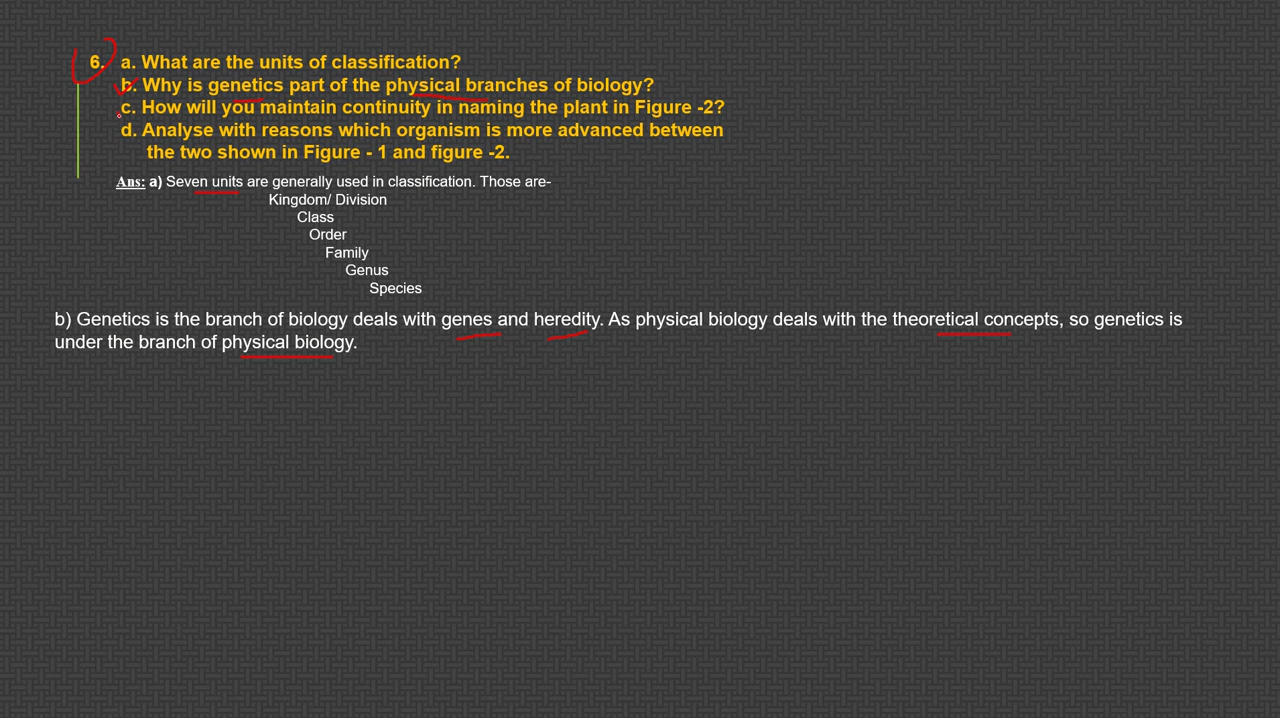 6. a. What are the units of classification?
b. Why is genetics part of the physical branches of biology?
c. How will you maintain continuity in naming the plant in Figure -2?
d. Analyse with reasons which organism is more advanced between
the two shown in Figure - 1 and figure -2.
Ans: a) Seven units are generally used in classification. Those are-
Kingdom/ Division
Class
Order
Family
Genus
Species
b) Genetics is the branch of biology deals with genes and heredity. As physical biology deals with the theoretical concepts, so genetics is
under the branch of physical biology.